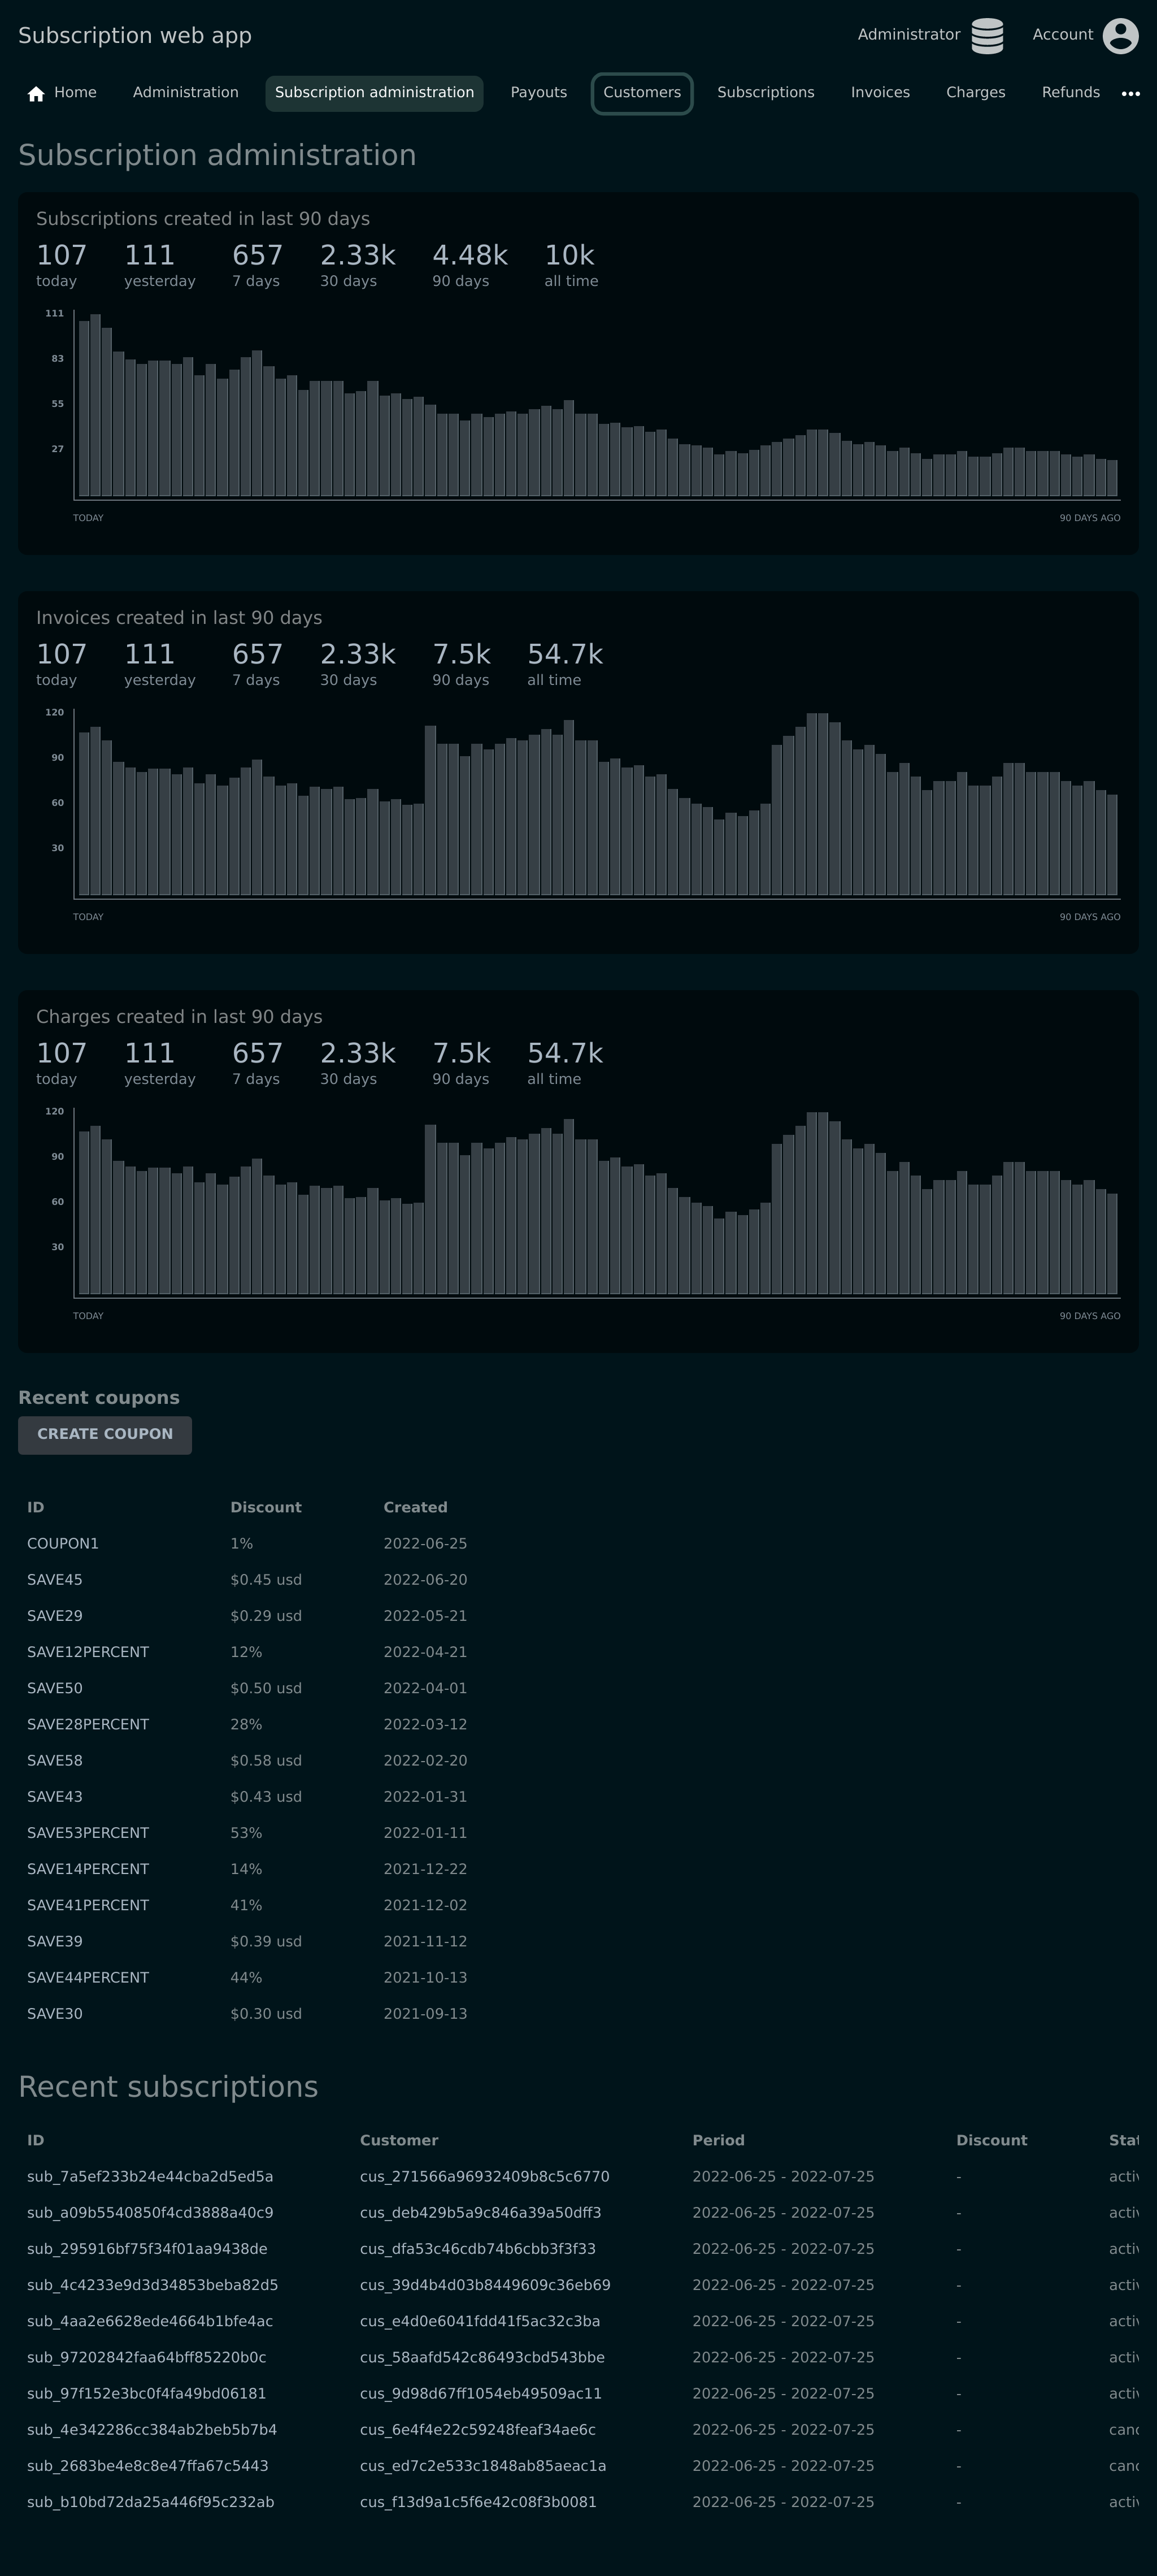 Subscription web app Administrator Account
Home Administration Subscription administration Payouts Customers Subscriptions Invoices Charges Refunds •••
Subscription administration
Subscriptions created in last 90 days
107 111 657 2.33k 4.48k 10k
today yesterday 7 days 30 days 90 days all time
111
83
55
27
TODAY 90 DAYS AGO
Invoices created in last 90 days
107 111 657 2.33k 7.5k 54.7k
today yesterday 7 days 30 days 90 days all time
120
90
60
30
TODAY 90 DAYS AGO
Charges created in last 90 days
107 111 657 2.33k 7.5k 54.7k
today yesterday 7 days 30 days 90 days all time
120
90
60
30
TODAY 90 DAYS AGO
Recent coupons
CREATE COUPON
ID Discount Created
COUPON1 1% 2022-06-25
SAVE45 $0.45 usd 2022-06-20
SAVE29 $0.29 usd 2022-05-21
SAVE12PERCENT 12% 2022-04-21
SAVE50 $0.50 usd 2022-04-01
SAVE28PERCENT 28% 2022-03-12
SAVE58 $0.58 usd 2022-02-20
SAVE43 $0.43 usd 2022-01-31
SAVE53PERCENT 53% 2022-01-11
SAVE14PERCENT 14% 2021-12-22
SAVE41PERCENT 41% 2021-12-02
SAVE39 $0.39 usd 2021-11-12
SAVE44PERCENT 44% 2021-10-13
SAVE30 $0.30 usd 2021-09-13
Recent subscriptions
ID Customer Period Discount Stat
sub_7a5ef233b24e44cba2d5ed5a cus_271566a96932409b8c5c6770 2022-06-25 - 2022-07-25 - activ
sub_a09b5540850f4cd3888a40c9 cus_deb429b5a9c846a39a50dff3 2022-06-25 - 2022-07-25 - activ
sub_295916bf75f34f01aa9438de cus_dfa53c46cdb74b6cbb3f3f33 2022-06-25 - 2022-07-25 - activ
sub_4c4233e9d3d34853beba82d5 cus_39d4b4d03b8449609c36eb69 2022-06-25 - 2022-07-25 - activ
sub_4aa2e6628ede4664b1bfe4ac cus_e4d0e6041fdd41f5ac32c3ba 2022-06-25 - 2022-07-25 - activ
sub_97202842faa64bff85220b0c cus_58aafd542c86493cbd543bbe 2022-06-25 - 2022-07-25 - activ
sub_97f152e3bc0f4fa49bd06181 cus_9d98d67ff1054eb49509ac11 2022-06-25 - 2022-07-25 - activ
sub_4e342286cc384ab2beb5b7b4 cus_6e4f4e22c59248feaf34ae6c 2022-06-25 - 2022-07-25 - canc
sub_2683be4e8c8e47ffa67c5443 cus_ed7c2e533c1848ab85aeac1a 2022-06-25 - 2022-07-25 - canc
sub_b10bd72da25a446f95c232ab cus_f13d9a1c5f6e42c08f3b0081 2022-06-25 - 2022-07-25 - activ